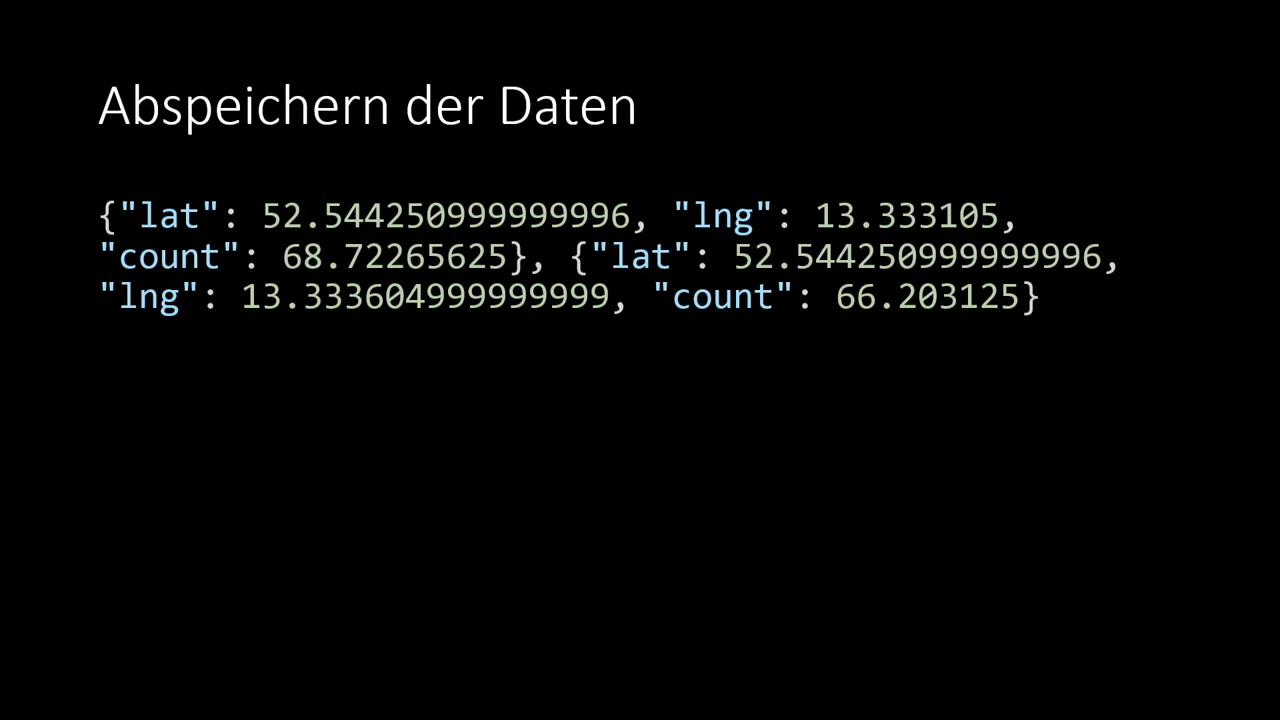 Abspeichern der Daten
{"lat": 52.544250999999996, "lng": 13.333105,
"count": 68.72265625}, {"lat": 52.544250999999996,
"lng": 13.333604999999999, "count": 66.203125}